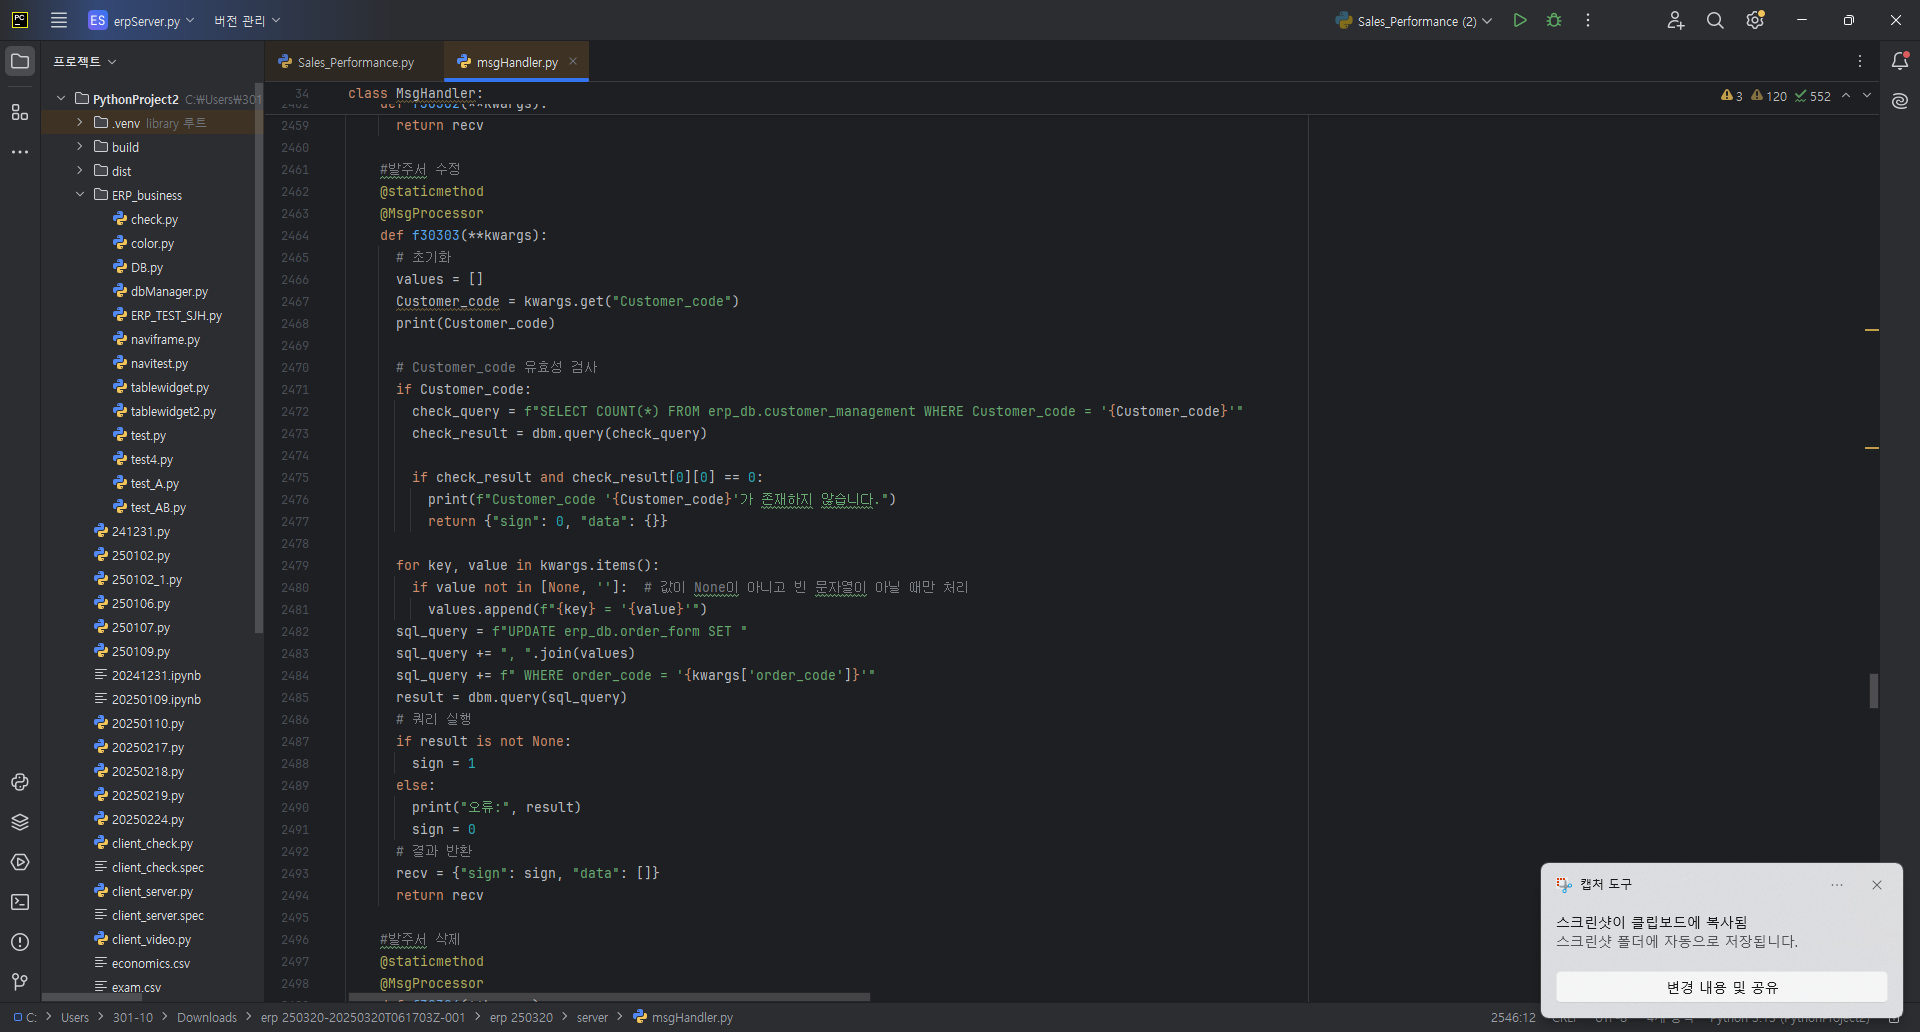 PC
ES erpServer.py 버전 관리
Sales_Performance (2)
프로젝트
Sales_Performance.py
msgHandler.py
PythonProject2 C:₩Users₩301
.venv library 루트
build
dist
ERP_business
check.py
color.py
DB.py
dbManager.py
ERP_TEST_SJH.py
naviframe.py
navitest.py
tablewidget.py
tablewidget2.py
test.py
test4.py
test_A.py
test_AB.py
241231.py
250102.py
250102_1.py
250106.py
250107.py
250109.py
20241231.ipynb
20250109.ipynb
20250110.py
20250217.py
20250218.py
20250219.py
20250224.py
client_check.py
client_check.spec
client_server.py
client_server.spec
client_video.py
economics.csv
exam.csv
34 class MsgHandler:
3 120 552
2462 def f30302(**kwargs):
2459 return recv
2460
2461 #발주서 수정
2462 @staticmethod
2463 @MsgProcessor
2464 def f30303(**kwargs):
2465 # 초기화
2466 values = []
2467 Customer_code = kwargs.get("Customer_code")
2468 print(Customer_code)
2469
2470 # Customer_code 유효성 검사
2471 if Customer_code:
2472 check_query = f"SELECT COUNT(*) FROM erp_db.customer_management WHERE Customer_code = '{Customer_code}'"
2473 check_result = dbm.query(check_query)
2474
2475 if check_result and check_result[0][0] == 0:
2476 print(f"Customer_code '{Customer_code}'가 존재하지 않습니다.")
2477 return {"sign": 0, "data": {}}
2478
2479 for key, value in kwargs.items():
2480 if value not in [None, '']: # 값이 None이 아니고 빈 문자열이 아닐 때만 처리
2481 values.append(f"{key} = '{value}'")
2482 sql_query = f"UPDATE erp_db.order_form SET "
2483 sql_query += ", ".join(values)
2484 sql_query += f" WHERE order_code = '{kwargs['order_code']}'"
2485 result = dbm.query(sql_query)
2486 # 쿼리 실행
2487 if result is not None:
2488 sign = 1
2489 else:
2490 print("오류:", result)
2491 sign = 0
2492 # 결과 반환
2493 recv = {"sign": sign, "data": []}
2494 return recv
2495
2496 #발주서 삭제
2497 @staticmethod
2498 @MsgProcessor
캡처 도구
스크린샷이 클립보드에 복사됨
스크린샷 폴더에 자동으로 저장됩니다.
변경 내용 및 공유
C: > Users > 301-10 > Downloads > erp 250320-20250320T061703Z-001 > erp 250320 > server > msgHandler.py
2546:12